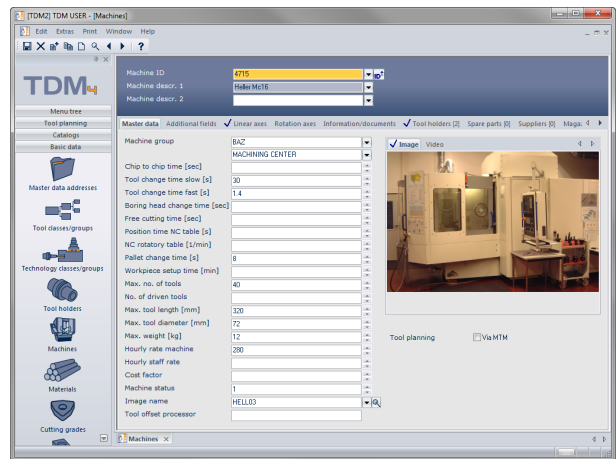 [TDM2] TDM USER - [Machines]
Edit Extras Print Window Help
TDM4
Menu tree
Tool planning
Catalogs
Basic data
Master data addresses
Tool classes/groups
Technology classes/groups
Tool holders
Machines
Materials
Cutting grades
Machine ID 4715
Machine descr. 1 Heller Mc16
Machine descr. 2
Master data Additional fields Linear axes Rotation axes Information/documents Tool holders [2] Spare parts [0] Suppliers [0] Maga:
Machine group BAZ
MACHINING CENTER
Chip to chip time [sec]
Tool change time slow [s] 30
Tool change time fast [s] 1.4
Boring head change time [sec]
Free cutting time [sec]
Position time NC table [s]
NC rotatory table [1/min]
Pallet change time [s] 8
Workpiece setup time [min]
Max. no. of tools 40
No. of driven tools
Max. tool length [mm] 320
Max. tool diameter [mm] 72
Max. weight [kg] 12
Hourly rate machine 280
Hourly staff rate
Cost factor
Machine status 1
Image name HELL03
Tool offset processor
Image Video
Tool planning Via MTM
Machines